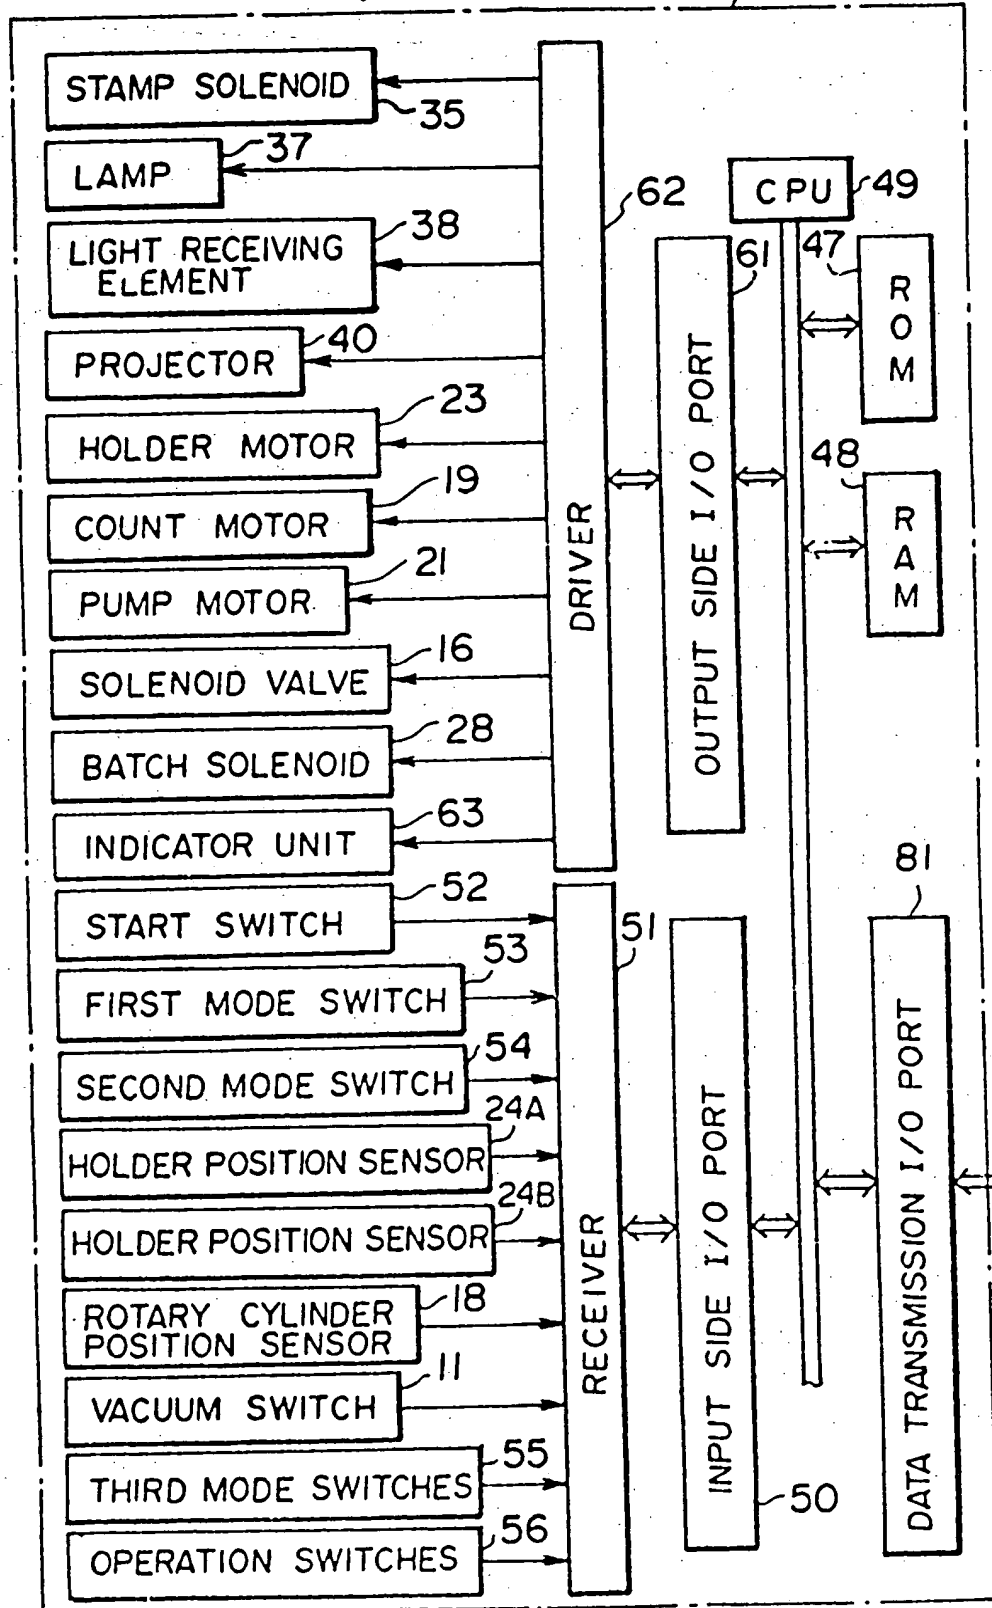 STAMP SOLENOID
35
LAMP
37
LIGHT RECEIVING
ELEMENT
38
PROJECTOR
40
HOLDER MOTOR
23
COUNT MOTOR
19
PUMP MOTOR
21
SOLENOID VALVE
16
BATCH SOLENOID
28
INDICATOR UNIT
63
START SWITCH
52
FIRST MODE SWITCH
53
SECOND MODE SWITCH
54
HOLDER POSITION SENSOR
24A
HOLDER POSITION SENSOR
24B
ROTARY CYLINDER
POSITION SENSOR
18
VACUUM SWITCH
11
THIRD MODE SWITCHES
55
OPERATION SWITCHES
56
DRIVER
62
RECEIVER
51
OUTPUT SIDE I/O PORT
61
INPUT SIDE I/O PORT
50
CPU
49
ROM
47
RAM
48
DATA TRANSMISSION I/O PORT
81